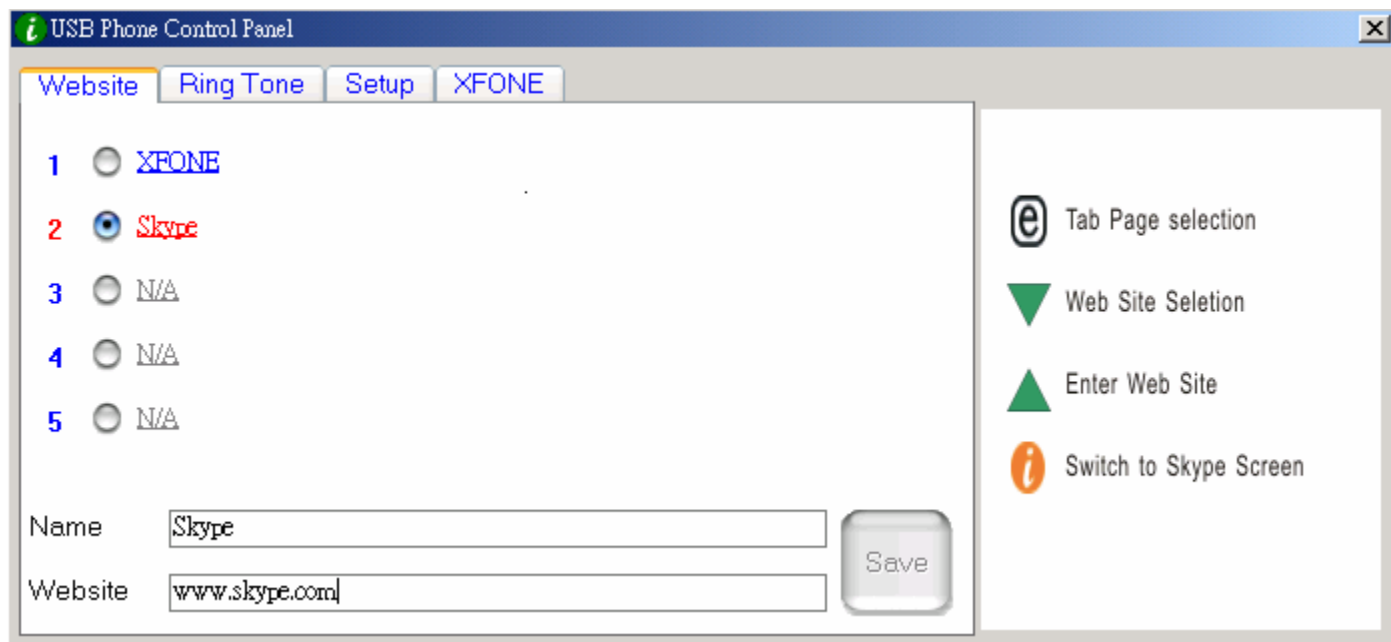 USB Phone Control Panel
Website Ring Tone Setup XFONE
1 XFONE
2 Skype
3 N/A
4 N/A
5 N/A
Name Skype
Website www.skype.com
Save
Tab Page selection
Web Site Seletion
Enter Web Site
Switch to Skype Screen